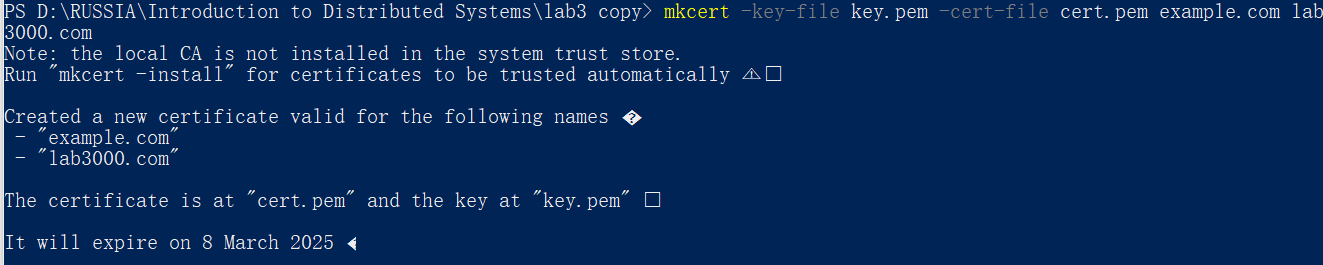 PS D:\RUSSIA\Introduction to Distributed Systems\lab3 copy> mkcert -key-file key.pem -cert-file cert.pem example.com lab
3000.com
Note: the local CA is not installed in the system trust store.
Run "mkcert -install" for certificates to be trusted automatically ⚠□
Created a new certificate valid for the following names �
- "example.com"
- "lab3000.com"
The certificate is at "cert.pem" and the key at "key.pem" □
It will expire on 8 March 2025